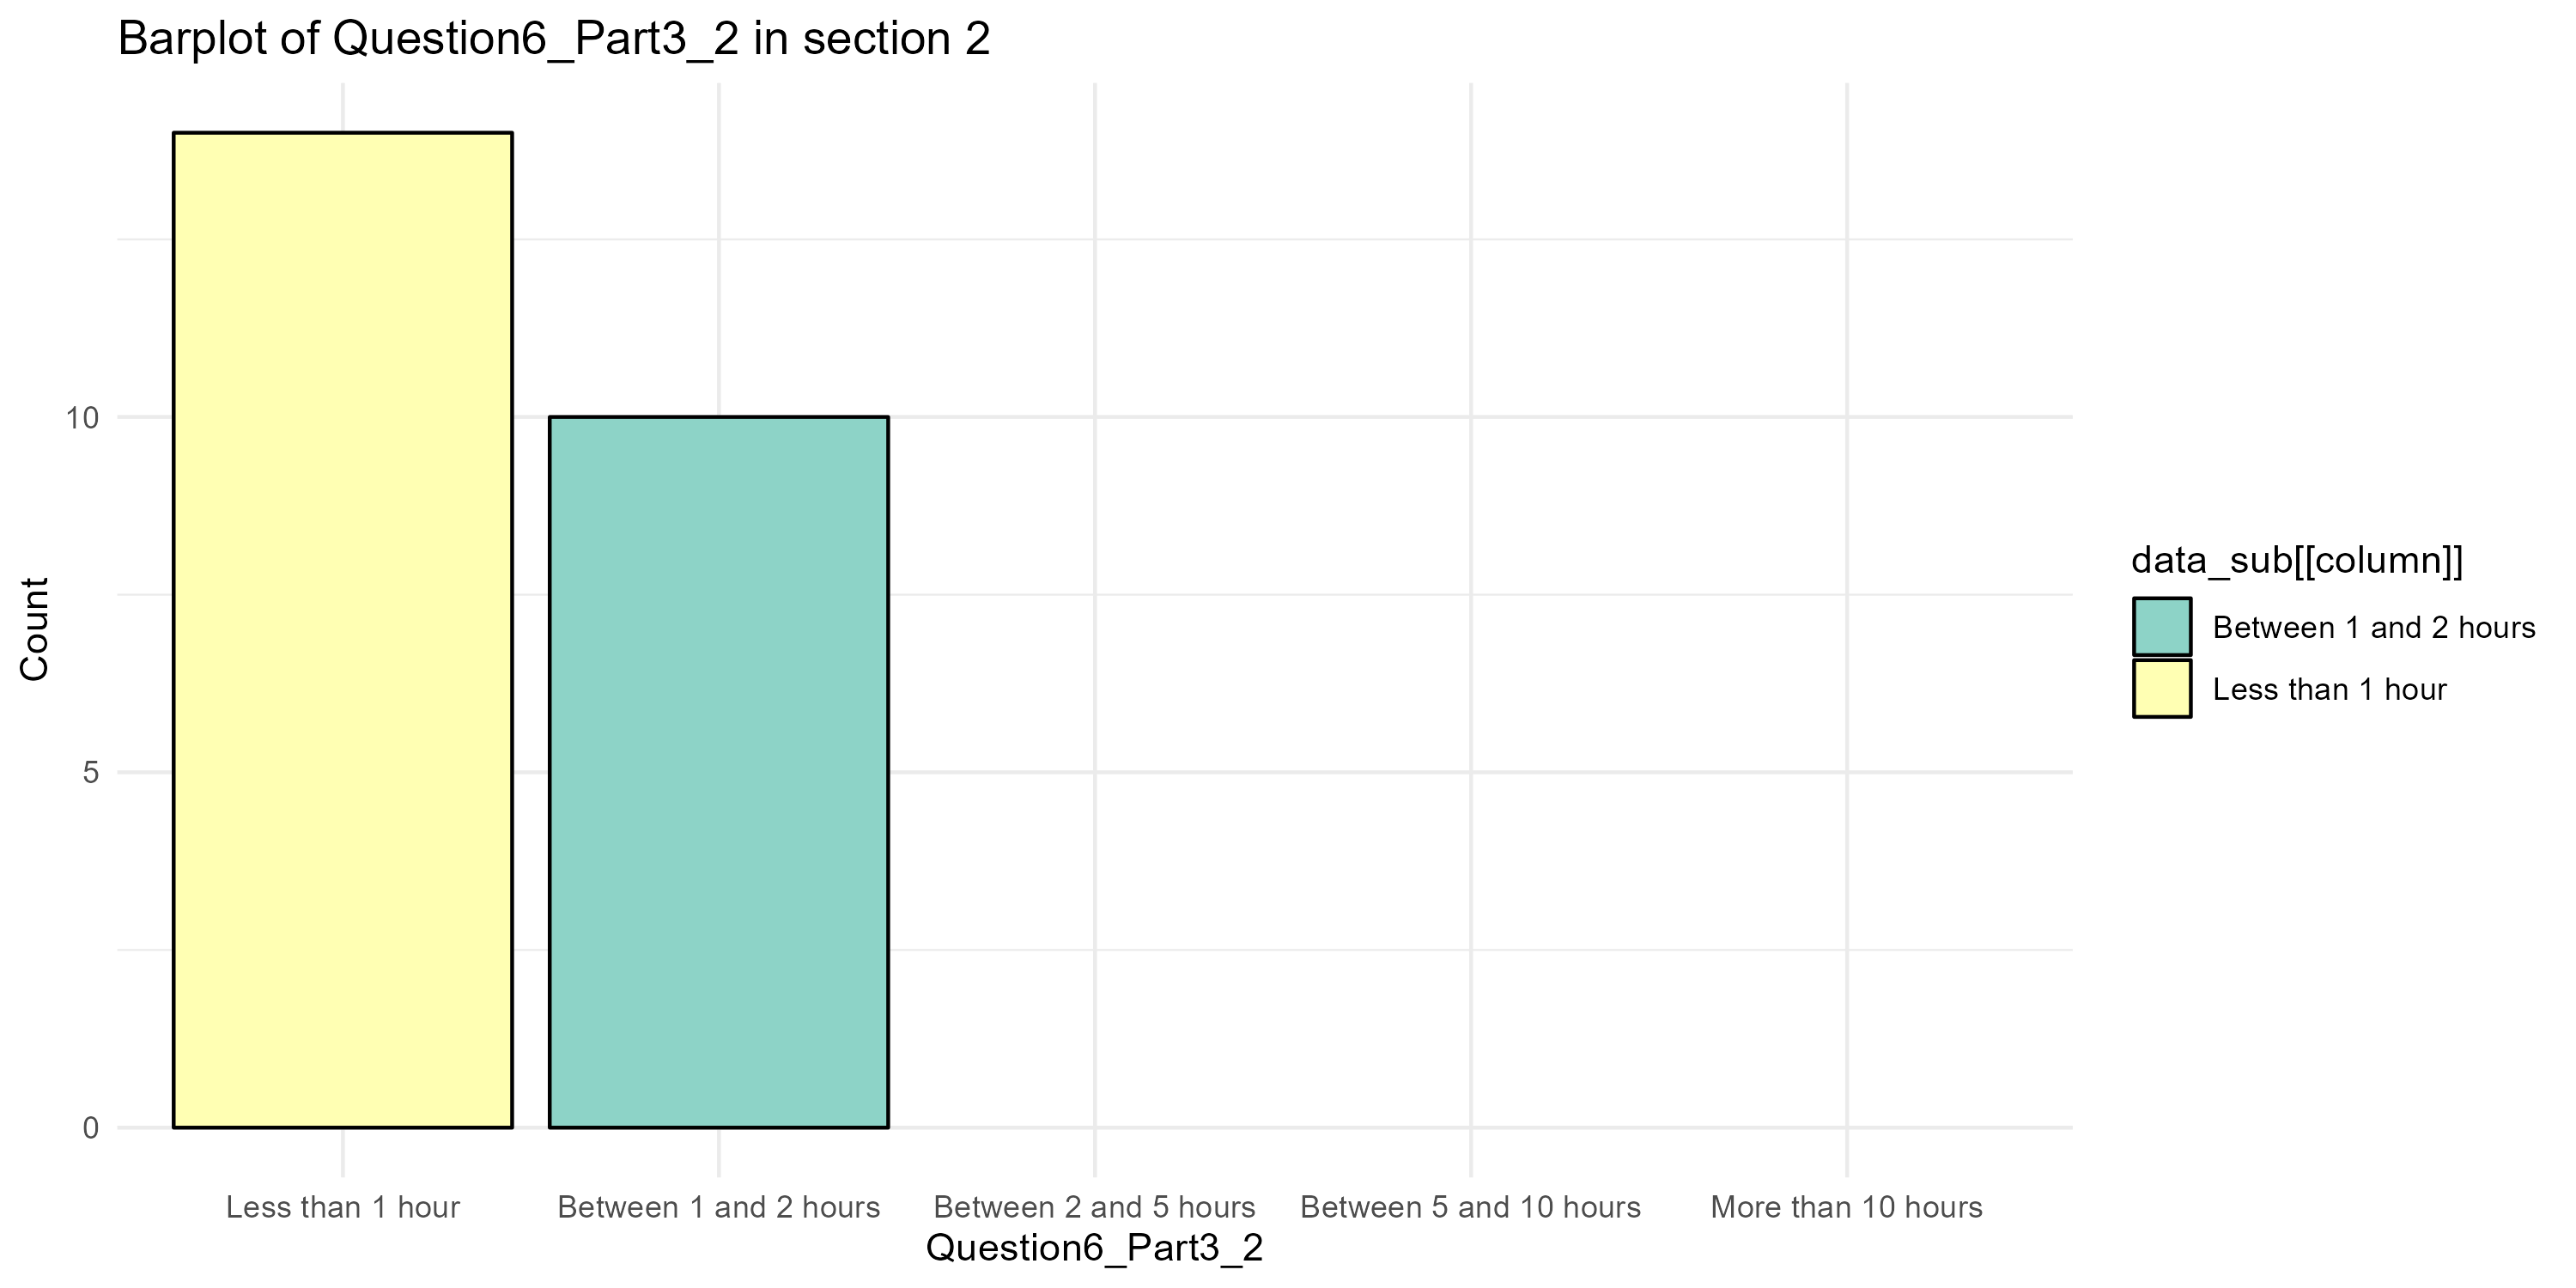 Barplot of Question6_Part3_2 in section 2
Count
10
5
0
Less than 1 hour
Between 1 and 2 hours
Between 2 and 5 hours
Between 5 and 10 hours
More than 10 hours
Question6_Part3_2
data_sub[[column]]
Between 1 and 2 hours
Less than 1 hour